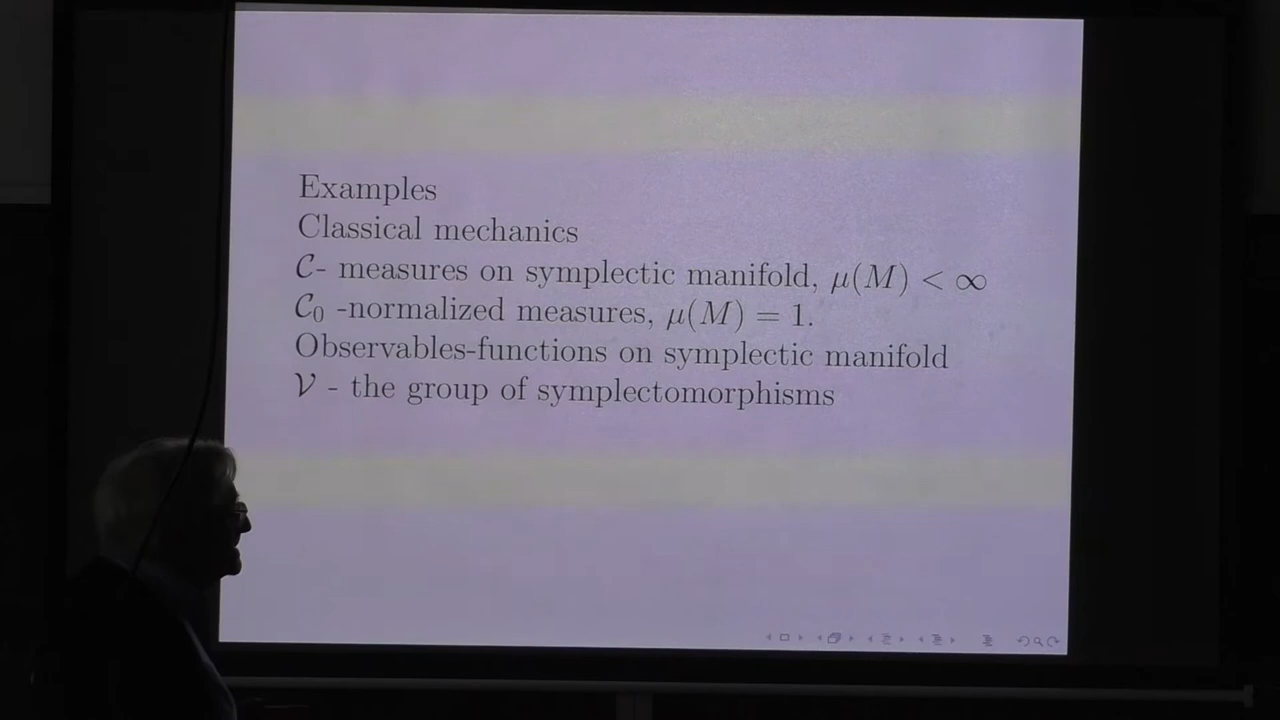 Examples
Classical mechanics
𝒞- measures on symplectic manifold, μ(M) < ∞
𝒞₀ -normalized measures, μ(M) = 1.
Observables-functions on symplectic manifold
𝒱 - the group of symplectomorphisms